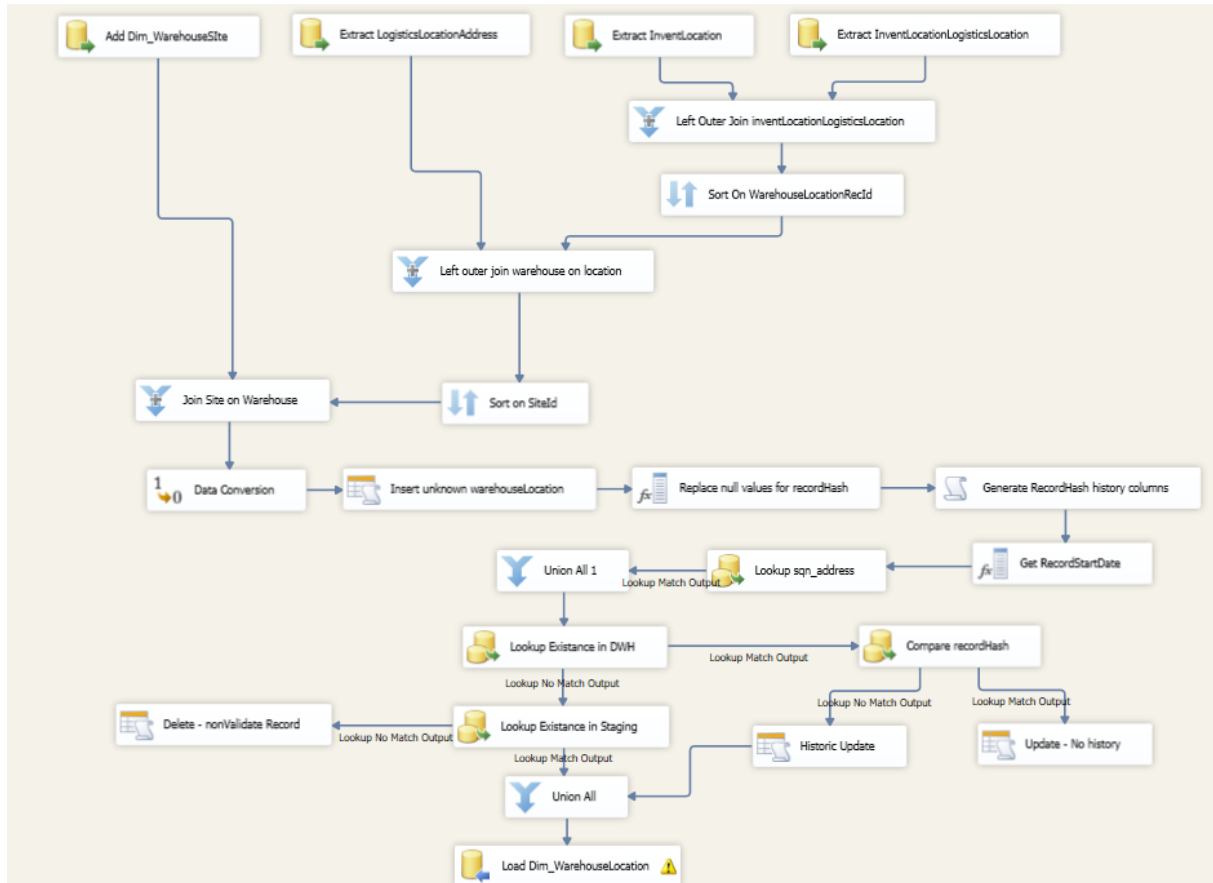 Add Dim_WarehouseSIte
Extract LogisticsLocationAddress
Extract InventLocation
Extract InventLocationLogisticsLocation
Left Outer Join inventLocationLogisticsLocation
Sort On WarehouseLocationRecId
Left outer join warehouse on location
Join Site on Warehouse
Sort on SiteId
1
0
Data Conversion
Insert unknown warehouseLocation
fx
Replace null values for recordHash
Generate RecordHash history columns
Union All 1
Lookup Match Output
Lookup sqn_address
fx
Get RecordStartDate
Lookup Existance in DWH
Lookup Match Output
Compare recordHash
Lookup No Match Output
Lookup No Match Output
Lookup Match Output
Delete - nonValidate Record
Lookup No Match Output
Lookup Existance in Staging
Historic Update
Update - No history
Lookup Match Output
Union All
Load Dim_WarehouseLocation